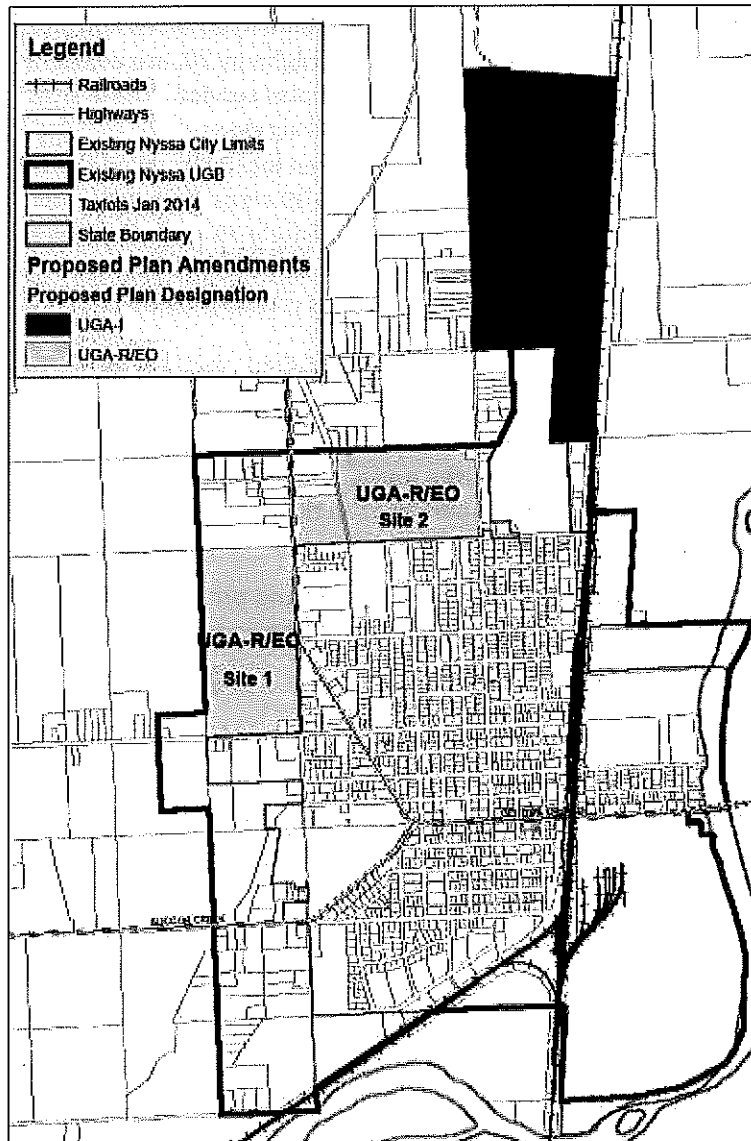 Legend
Railroads
Highways
Existing Nyssa City Limits
Existing Nyssa UGB
Taxlots Jan 2014
State Boundary
Proposed Plan Amendments
Proposed Plan Designation
UGA-I
UGA-R/EO
UGA-R/EO
Site 2
UGA-R/EO
Site 1